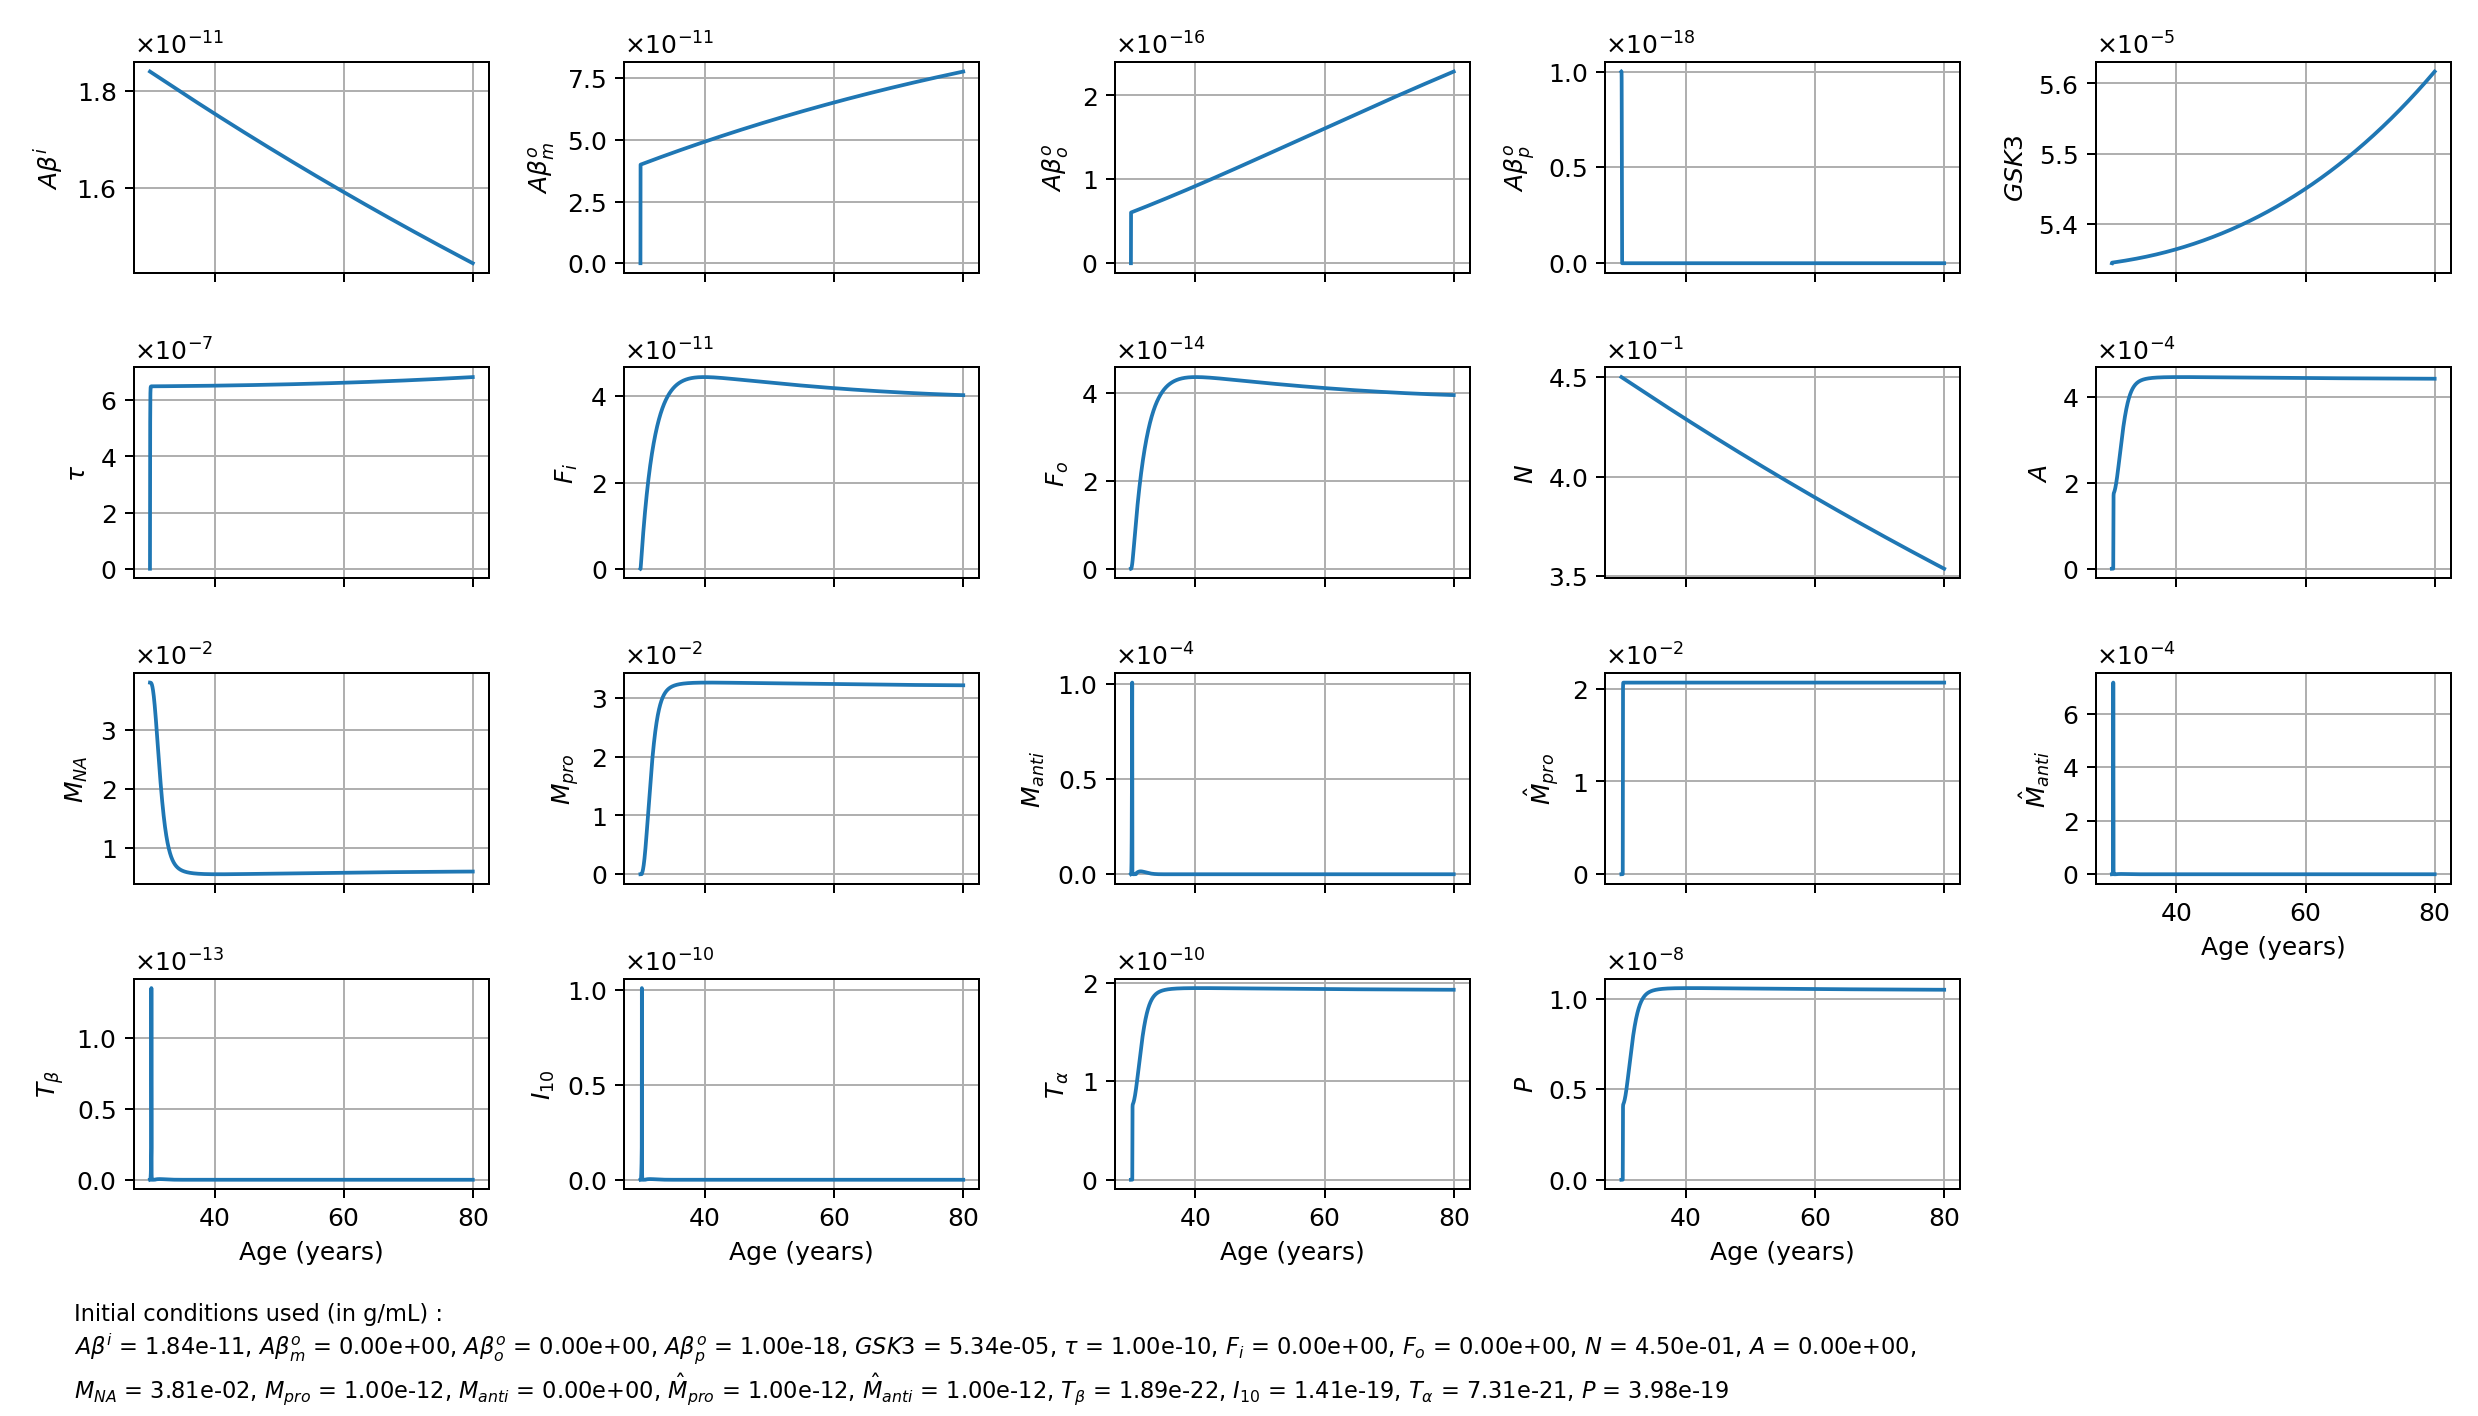 ×10⁻¹¹ ×10⁻¹¹ ×10⁻¹⁶ ×10⁻¹⁸ ×10⁻⁵
Aβⁱ 1.8 1.6
Aβₘᵒ 7.5 5.0 2.5 0.0
Aβₒᵒ 2 1 0
Aβₚᵒ 1.0 0.5 0.0
GSK3 5.6 5.5 5.4
×10⁻⁷ ×10⁻¹¹ ×10⁻¹⁴ ×10⁻¹ ×10⁻⁴
τ 6 4 2 0
Fᵢ 4 2 0
Fₒ 4 2 0
N 4.5 4.0 3.5
A 4 2 0
×10⁻² ×10⁻² ×10⁻⁴ ×10⁻² ×10⁻⁴
M_NA 3 2 1
M_pro 3 2 1 0
M_anti 1.0 0.5 0.0
M̂_pro 2 1 0
M̂_anti 6 4 2 0
40 60 80
Age (years)
×10⁻¹³ ×10⁻¹⁰ ×10⁻¹⁰ ×10⁻⁸
T_β 1.0 0.5 0.0
I₁₀ 1.0 0.5 0.0
T_α 2 1 0
P 1.0 0.5 0.0
40 60 80 40 60 80 40 60 80 40 60 80
Age (years) Age (years) Age (years) Age (years)
Initial conditions used (in g/mL) :
Aβⁱ = 1.84e-11, Aβₘᵒ = 0.00e+00, Aβₒᵒ = 0.00e+00, Aβₚᵒ = 1.00e-18, GSK3 = 5.34e-05, τ = 1.00e-10, Fᵢ = 0.00e+00, Fₒ = 0.00e+00, N = 4.50e-01, A = 0.00e+00,
M_NA = 3.81e-02, M_pro = 1.00e-12, M_anti = 0.00e+00, M̂_pro = 1.00e-12, M̂_anti = 1.00e-12, T_β = 1.89e-22, I₁₀ = 1.41e-19, T_α = 7.31e-21, P = 3.98e-19